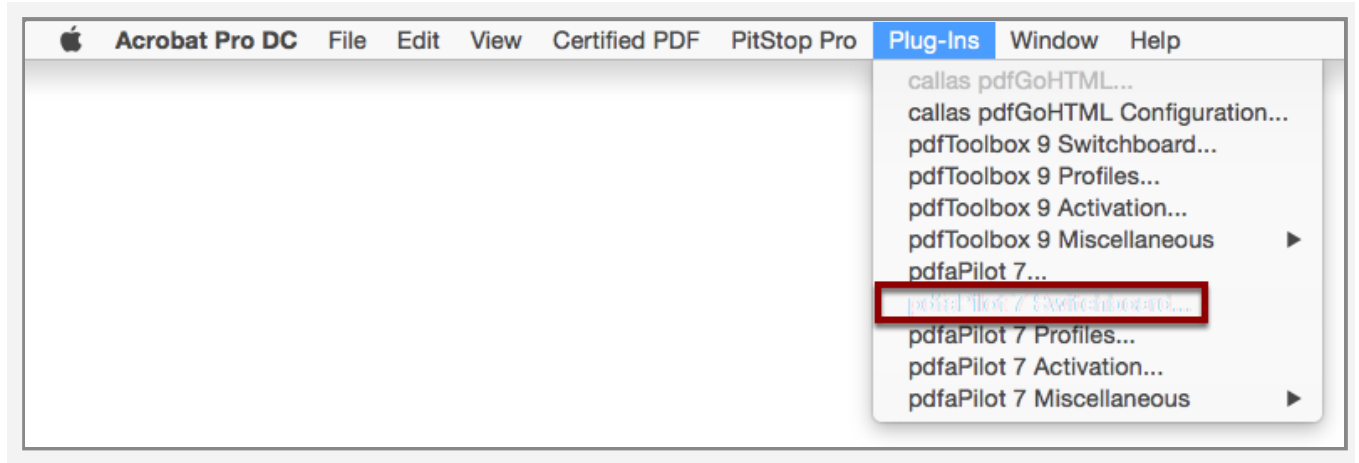 Acrobat Pro DC File Edit View Certified PDF PitStop Pro Plug-Ins Window Help
callas pdfGoHTML...
callas pdfGoHTML Configuration...
pdfToolbox 9 Switchboard...
pdfToolbox 9 Profiles...
pdfToolbox 9 Activation...
pdfToolbox 9 Miscellaneous
pdfaPilot 7...
pdfaPilot 7 Switchboard...
pdfaPilot 7 Profiles...
pdfaPilot 7 Activation...
pdfaPilot 7 Miscellaneous